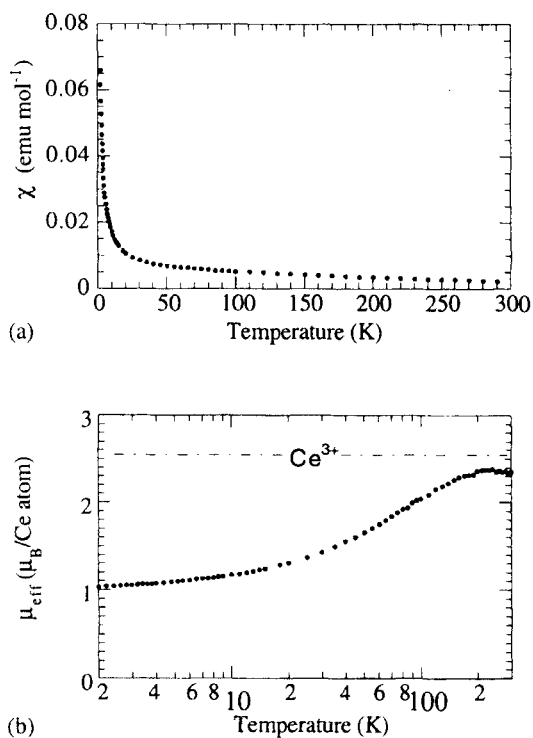 0.08
0.06
0.04
0.02
0
χ (emu mol⁻¹)
0 50 100 150 200 250 300
Temperature (K)
(a)
3
2
1
0
μeff (μB/Ce atom)
Ce³⁺
2 4 6 8 10 2 4 6 8 100 2
Temperature (K)
(b)